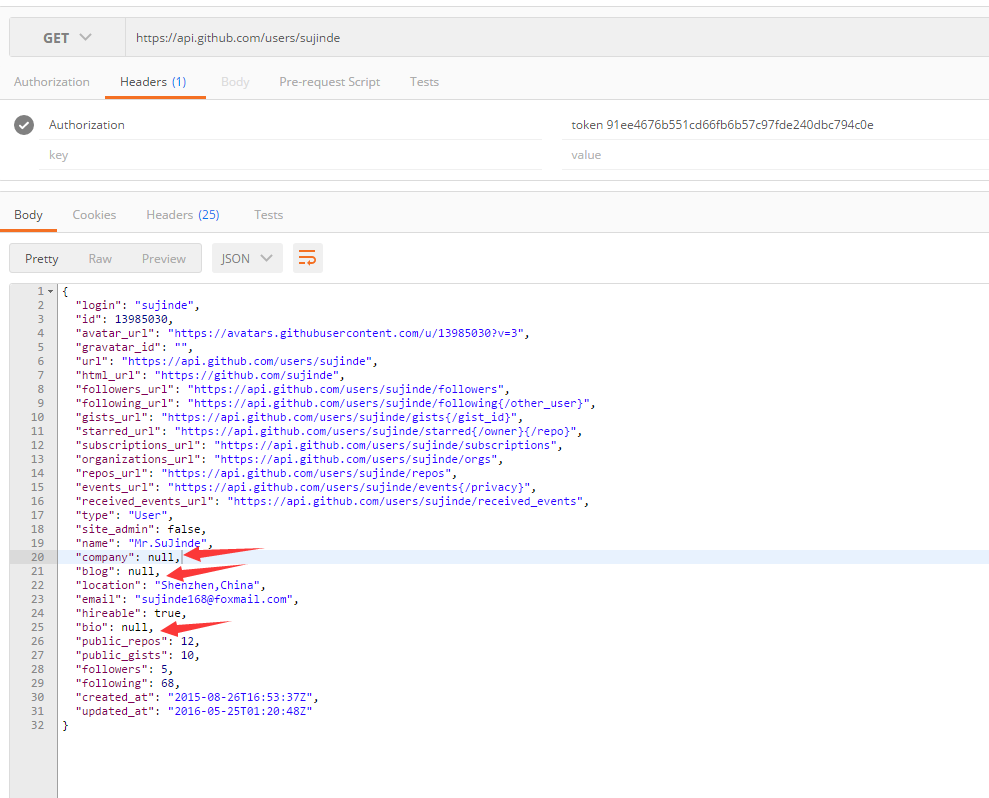 GET https://api.github.com/users/sujinde
Authorization Headers (1) Body Pre-request Script Tests
Authorization token 91ee4676b551cd66fb6b57c97fde240dbc794c0e
key value
Body Cookies Headers (25) Tests
Pretty Raw Preview JSON
1 {
2 "login": "sujinde",
3 "id": 13985030,
4 "avatar_url": "https://avatars.githubusercontent.com/u/13985030?v=3",
5 "gravatar_id": "",
6 "url": "https://api.github.com/users/sujinde",
7 "html_url": "https://github.com/sujinde",
8 "followers_url": "https://api.github.com/users/sujinde/followers",
9 "following_url": "https://api.github.com/users/sujinde/following{/other_user}",
10 "gists_url": "https://api.github.com/users/sujinde/gists{/gist_id}",
11 "starred_url": "https://api.github.com/users/sujinde/starred{/owner}{/repo}",
12 "subscriptions_url": "https://api.github.com/users/sujinde/subscriptions",
13 "organizations_url": "https://api.github.com/users/sujinde/orgs",
14 "repos_url": "https://api.github.com/users/sujinde/repos",
15 "events_url": "https://api.github.com/users/sujinde/events{/privacy}",
16 "received_events_url": "https://api.github.com/users/sujinde/received_events",
17 "type": "User",
18 "site_admin": false,
19 "name": "Mr.SuJinde",
20 "company": null,
21 "blog": null,
22 "location": "Shenzhen,China",
23 "email": "sujinde168@foxmail.com",
24 "hireable": true,
25 "bio": null,
26 "public_repos": 12,
27 "public_gists": 10,
28 "followers": 5,
29 "following": 68,
30 "created_at": "2015-08-26T16:53:37Z",
31 "updated_at": "2016-05-25T01:20:48Z"
32 }